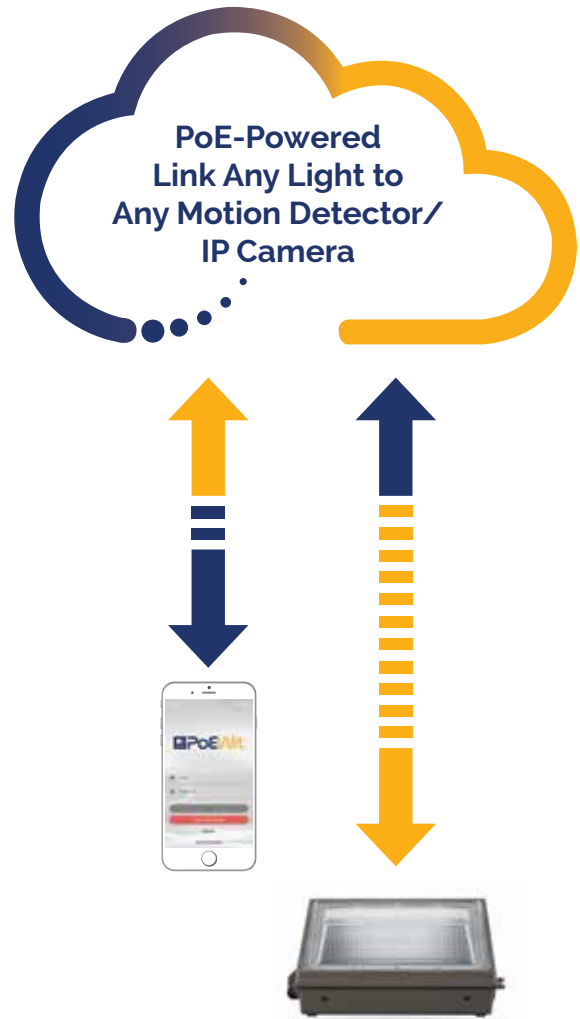 PoE-Powered
Link Any Light to
Any Motion Detector/
IP Camera
PoEWit